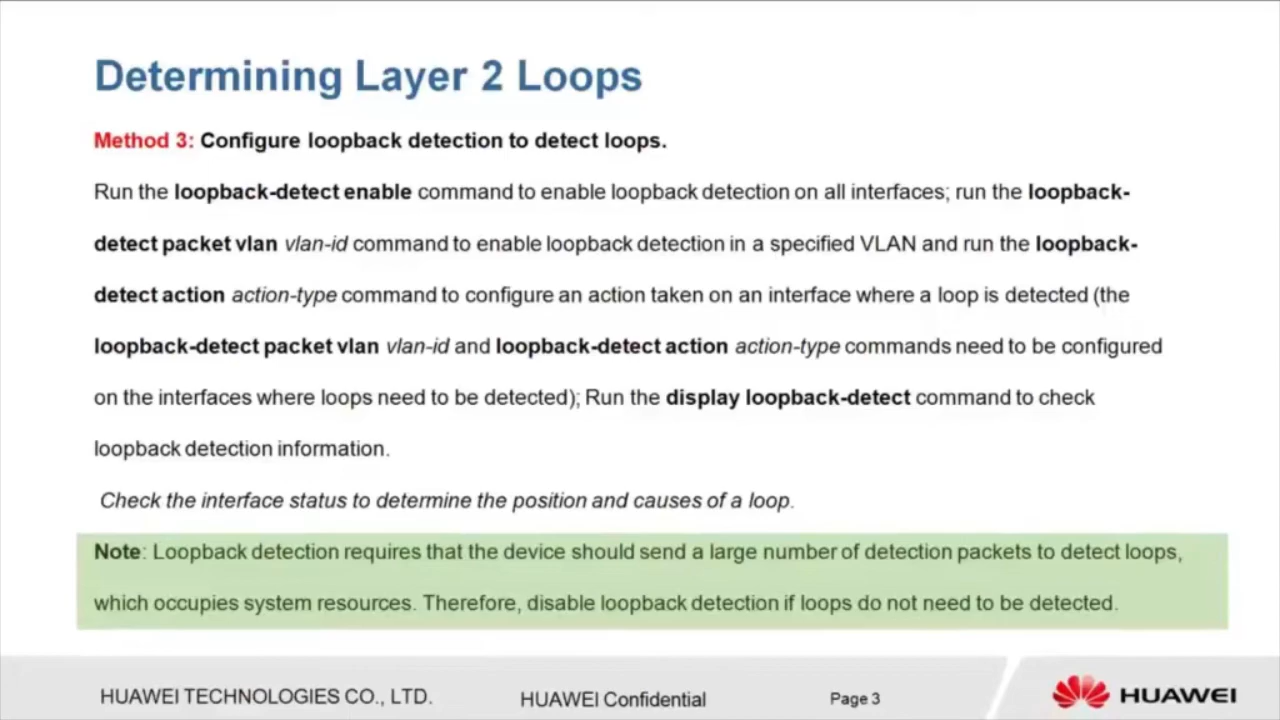 Determining Layer 2 Loops
Method 3: Configure loopback detection to detect loops.
Run the loopback-detect enable command to enable loopback detection on all interfaces; run the loopback-
detect packet vlan vlan-id command to enable loopback detection in a specified VLAN and run the loopback-
detect action action-type command to configure an action taken on an interface where a loop is detected (the
loopback-detect packet vlan vlan-id and loopback-detect action action-type commands need to be configured
on the interfaces where loops need to be detected); Run the display loopback-detect command to check
loopback detection information.
Check the interface status to determine the position and causes of a loop.
Note: Loopback detection requires that the device should send a large number of detection packets to detect loops,
which occupies system resources. Therefore, disable loopback detection if loops do not need to be detected.
HUAWEI TECHNOLOGIES CO., LTD.
HUAWEI Confidential
Page 3
HUAWEI